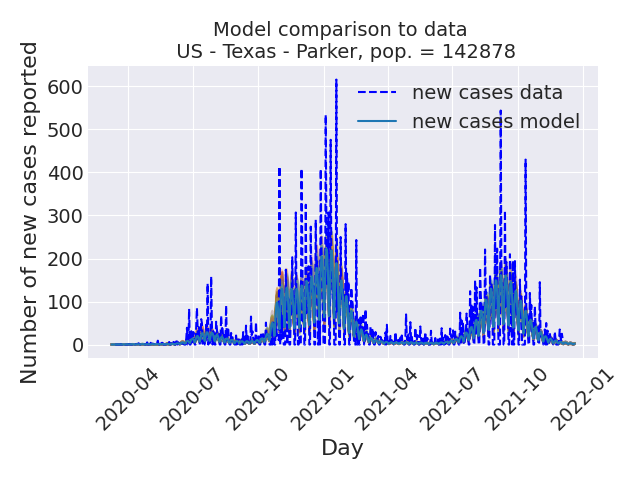 Model comparison to data
US - Texas - Parker, pop. = 142878
Number of new cases reported
600
500
400
300
200
100
0
new cases data
new cases model
2020-04
2020-07
2020-10
2021-01
2021-04
2021-07
2021-10
2022-01
Day